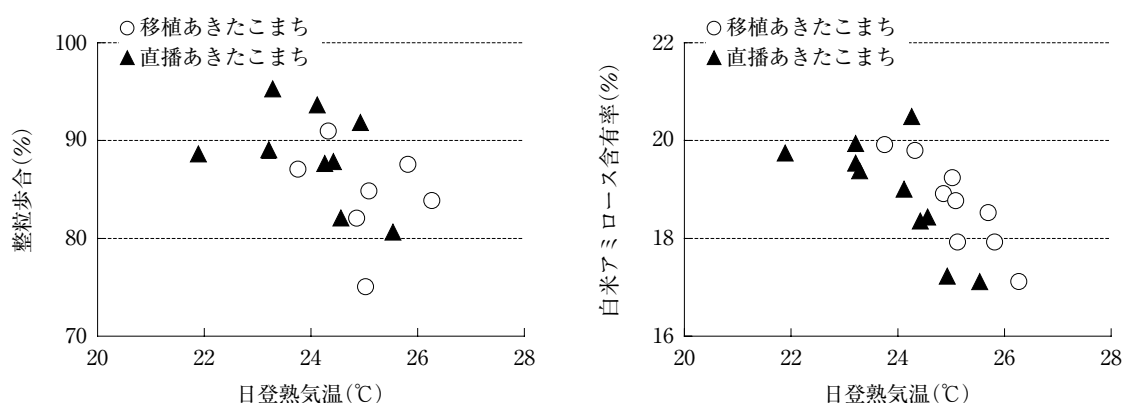 ○移植あきたこまち
▲直播あきたこまち
100
90
80
70
整粒歩合(%)
20 22 24 26 28
日登熟気温(℃)
○移植あきたこまち
▲直播あきたこまち
22
20
18
16
白米アミロース含有率(%)
20 22 24 26 28
日登熟気温(℃)